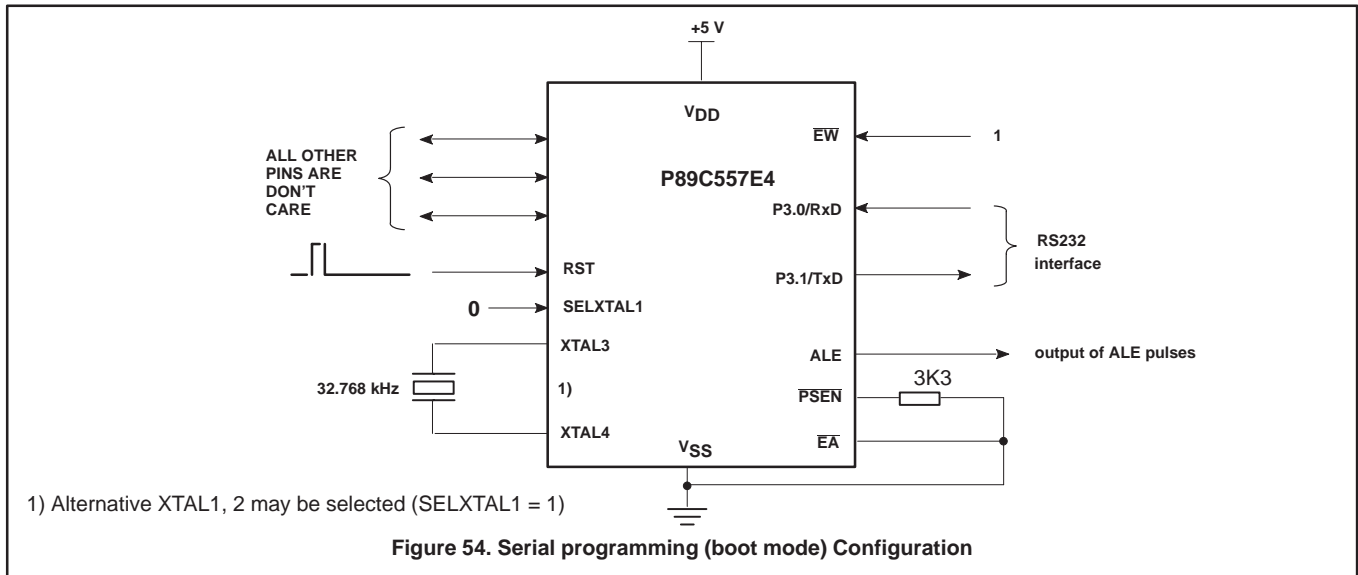 +5 V
VDD
EW
1
ALL OTHER
PINS ARE
DON'T
CARE
P89C557E4
P3.0/RxD
RS232
interface
P3.1/TxD
RST
0
SELXTAL1
XTAL3
ALE
output of ALE pulses
3K3
32.768 kHz
1)
PSEN
XTAL4
EA
VSS
1) Alternative XTAL1, 2 may be selected (SELXTAL1 = 1)
Figure 54. Serial programming (boot mode) Configuration